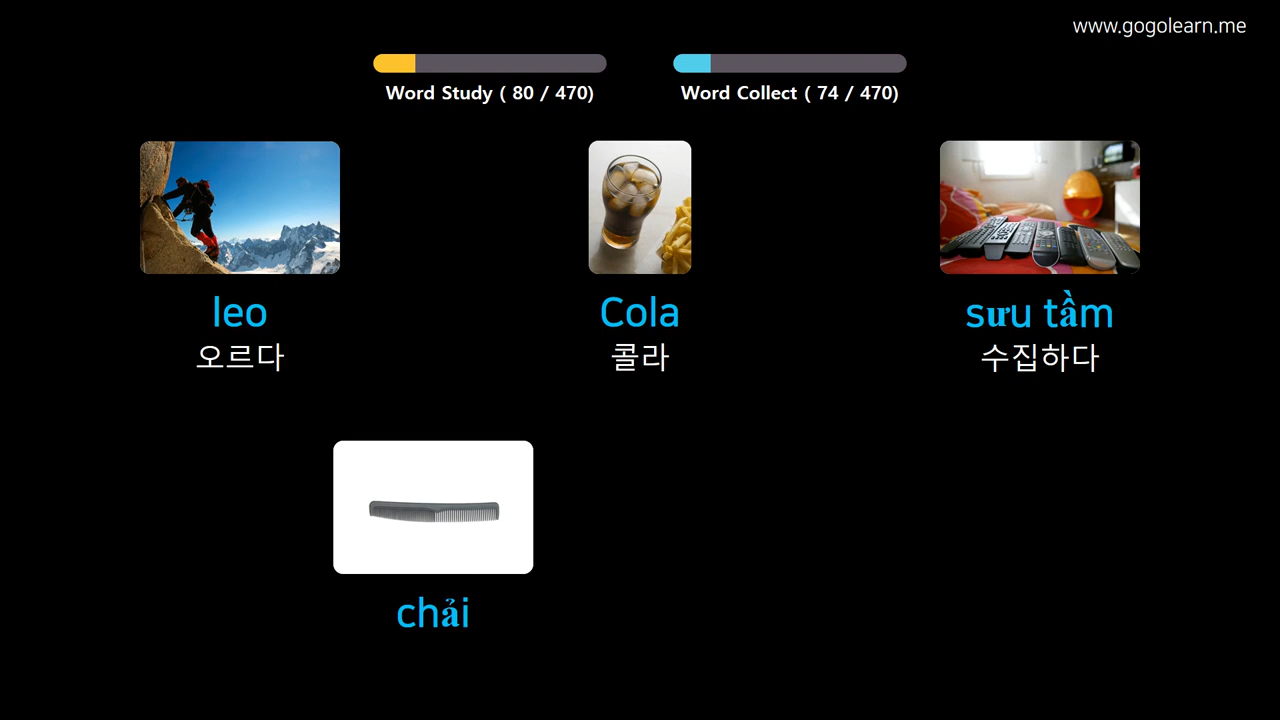 www.gogolearn.me
Word Study ( 80 / 470)
Word Collect ( 74 / 470)
leo
Cola
sưu tầm
오르다
콜라
수집하다
chải